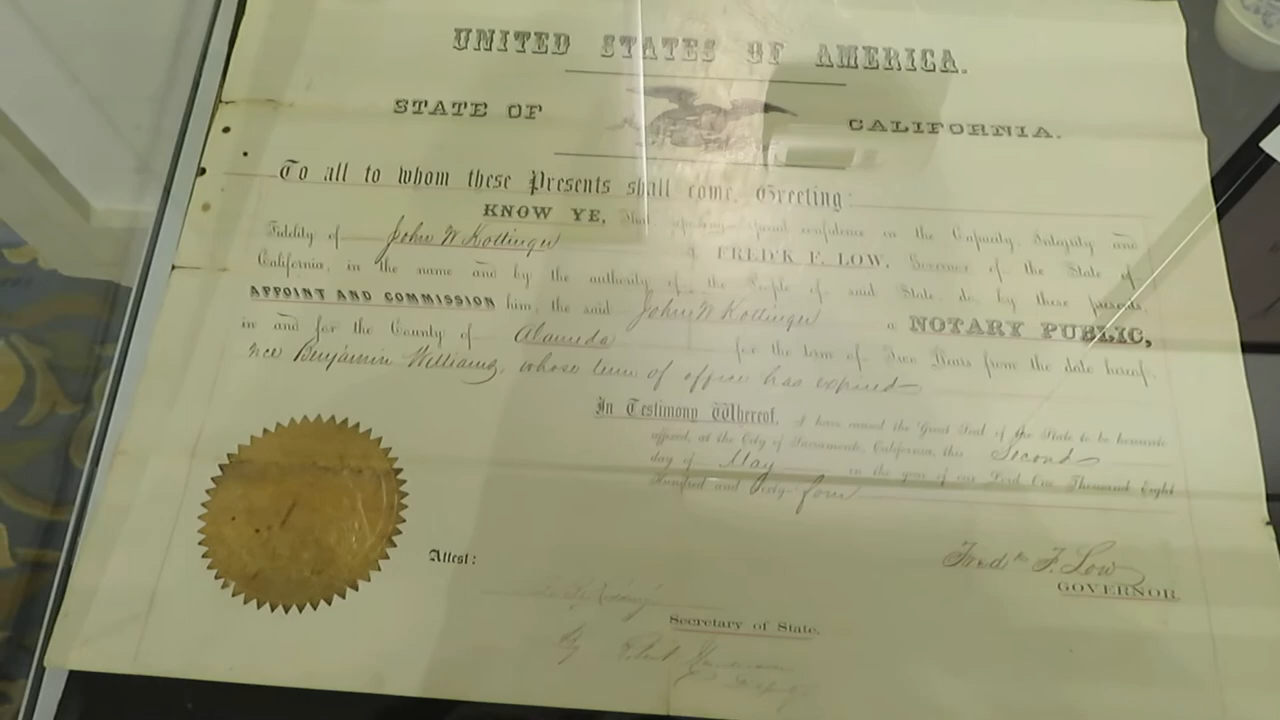 UNITED STATES OF AMERICA.
STATE OF CALIFORNIA.
To all to whom these Presents shall come, Greeting:
KNOW YE, That reposing special confidence in the Capacity, Integrity and
Fidelity of John W Kottinger I FRED'K F. LOW, Governor of the State of
California, in the name and by the authority of the People of said State, do, by these presents,
APPOINT AND COMMISSION him, the said John W Kottinger a NOTARY PUBLIC,
in and for the County of Alameda for the term of Two Years from the date hereof.
vice Benjamin Williams, whose term of office has expired
In Testimony Whereof, I have caused the Great Seal of the State to be hereunto
affixed, at the City of Sacramento, California, this Second
day of May in the year of our Lord One Thousand Eight
Hundred and Sixty-four
Attest:
Fred k F. Low
GOVERNOR
Secretary of State.
by